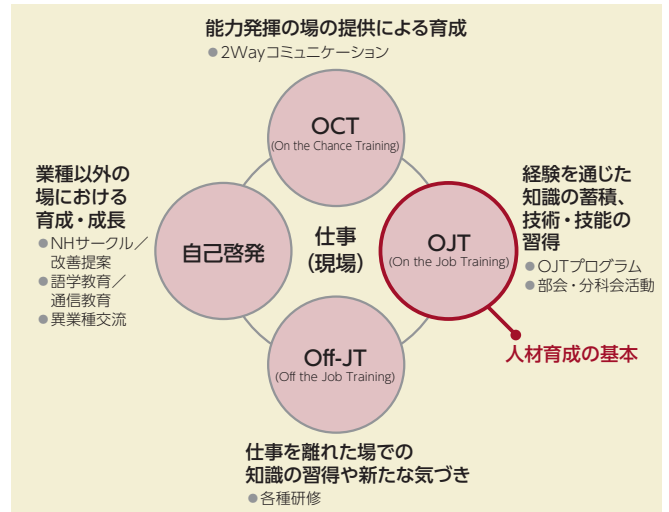 能力発揮の場の提供による育成
●2Wayコミュニケーション
OCT
(On the Chance Training)
業種以外の
場における
育成・成長
●NHサークル／
改善提案
●語学教育／
通信教育
●異業種交流
自己啓発
仕事
(現場)
OJT
(On the Job Training)
経験を通じた
知識の蓄積、
技術・技能の
習得
●OJTプログラム
●部会・分科会活動
人材育成の基本
Off-JT
(Off the Job Training)
仕事を離れた場での
知識の習得や新たな気づき
●各種研修